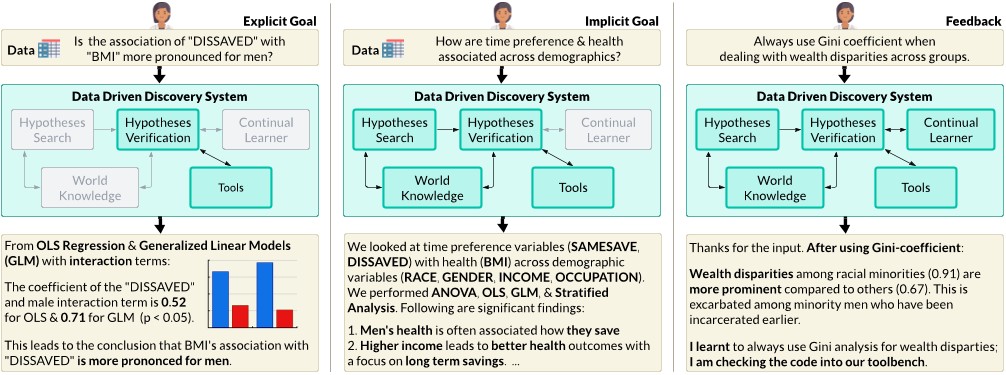 Explicit Goal
Data
Is the association of "DISSAVED" with
"BMI" more pronounced for men?
Data Driven Discovery System
Hypotheses
Search
Hypotheses
Verification
Continual
Learner
World
Knowledge
Tools
From OLS Regression & Generalized Linear Models
(GLM) with interaction terms:
The coefficient of the "DISSAVED"
and male interaction term is 0.52
for OLS & 0.71 for GLM (p < 0.05).
This leads to the conclusion that BMI's association with
"DISSAVED" is more pronounced for men.
Implicit Goal
Data
How are time preference & health
associated across demographics?
Data Driven Discovery System
Hypotheses
Search
Hypotheses
Verification
Continual
Learner
World
Knowledge
Tools
We looked at time preference variables (SAMESAVE,
DISSAVED) with health (BMI) across demographic
variables (RACE, GENDER, INCOME, OCCUPATION).
We performed ANOVA, OLS, GLM, & Stratified
Analysis. Following are significant findings:
1. Men's health is often associated how they save
2. Higher income leads to better health outcomes with
a focus on long term savings. ...
Feedback
Always use Gini coefficient when
dealing with wealth disparities across groups.
Data Driven Discovery System
Hypotheses
Search
Hypotheses
Verification
Continual
Learner
World
Knowledge
Tools
Thanks for the input. After using Gini-coefficient:
Wealth disparities among racial minorities (0.91) are
more prominent compared to others (0.67). This is
excarbated among minority men who have been
incarcerated earlier.
I learnt to always use Gini analysis for wealth disparties;
I am checking the code into our toolbench.